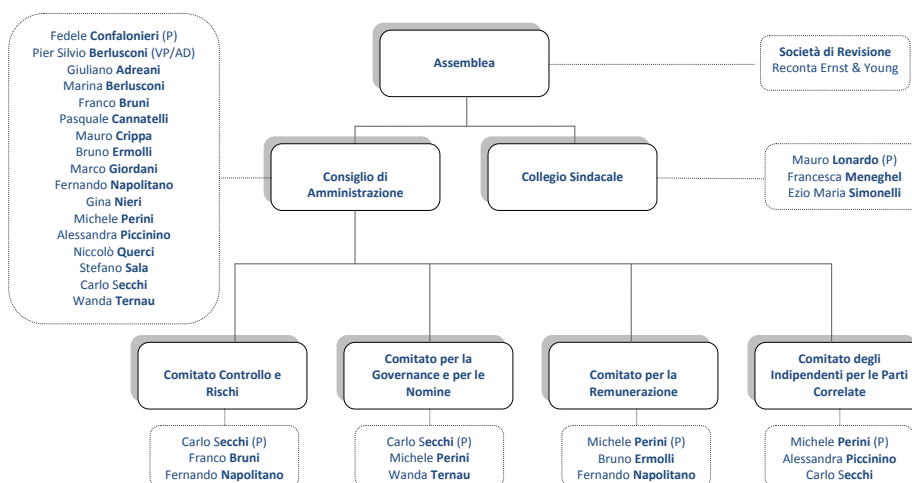 Fedele Confalonieri (P)
Pier Silvio Berlusconi (VP/AD)
Giuliano Adreani
Marina Berlusconi
Franco Bruni
Pasquale Cannatelli
Mauro Crippa
Bruno Ermolli
Marco Giordani
Fernando Napolitano
Gina Nieri
Michele Perini
Alessandra Piccinino
Niccolò Querci
Stefano Sala
Carlo Secchi
Wanda Ternau
Assemblea
Società di Revisione
Reconta Ernst & Young
Consiglio di
Amministrazione
Collegio Sindacale
Mauro Lonardo (P)
Francesca Meneghel
Ezio Maria Simonelli
Comitato Controllo e
Rischi
Comitato per la
Governance e per le
Nomine
Comitato per la
Remunerazione
Comitato degli
Indipendenti per le Parti
Correlate
Carlo Secchi (P)
Franco Bruni
Fernando Napolitano
Carlo Secchi (P)
Michele Perini
Wanda Ternau
Michele Perini (P)
Bruno Ermolli
Fernando Napolitano
Michele Perini (P)
Alessandra Piccinino
Carlo Secchi